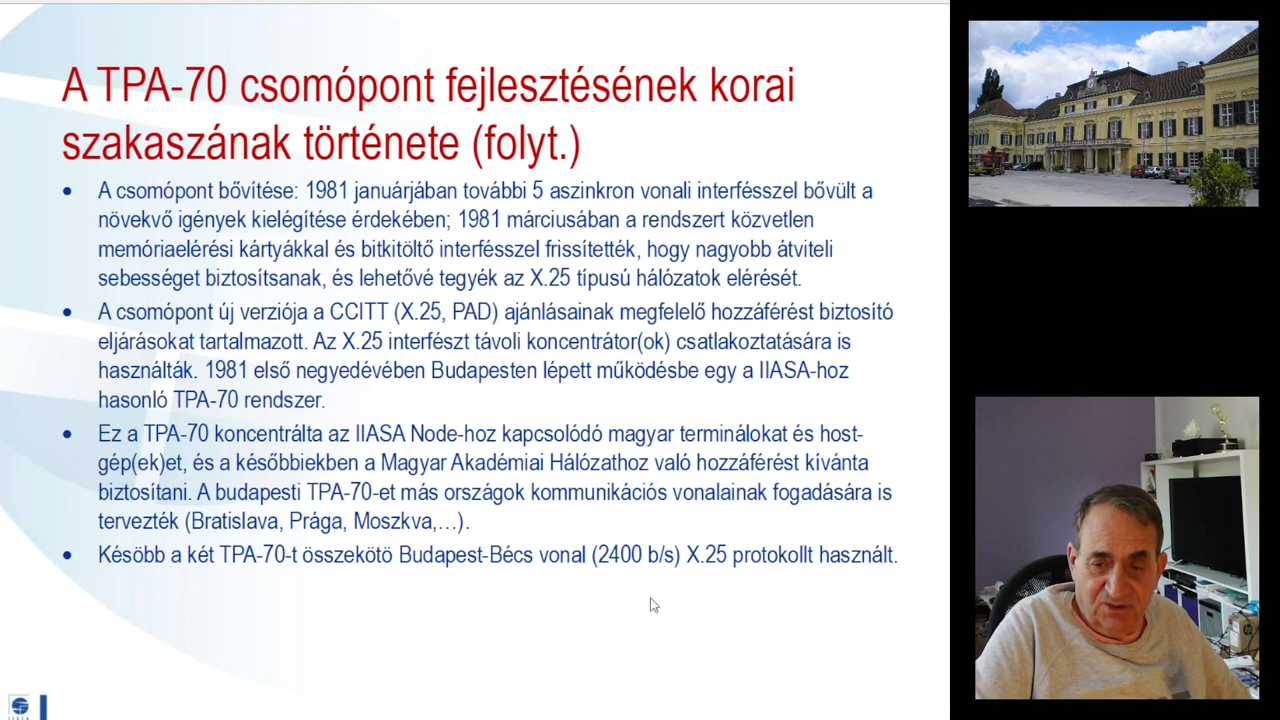 A TPA-70 csomópont fejlesztésének korai
szakaszának története (folyt.)
• A csomópont bővítése: 1981 januárjában további 5 aszinkron vonali interfésszel bővült a
növekvő igények kielégítése érdekében; 1981 márciusában a rendszert közvetlen
memóriaelérési kártyákkal és bitkitöltő interfésszel frissítették, hogy nagyobb átviteli
sebességet biztosítsanak, és lehetővé tegyék az X.25 típusú hálózatok elérését.
• A csomópont új verziója a CCITT (X.25, PAD) ajánlásainak megfelelő hozzáférést biztosító
eljárásokat tartalmazott. Az X.25 interfészt távoli koncentrátor(ok) csatlakoztatására is
használták. 1981 első negyedévében Budapesten lépett működésbe egy a IIASA-hoz
hasonló TPA-70 rendszer.
• Ez a TPA-70 koncentrálta az IIASA Node-hoz kapcsolódó magyar terminálokat és host-
gép(ek)et, és a későbbiekben a Magyar Akadémiai Hálózathoz való hozzáférést kívánta
biztosítani. A budapesti TPA-70-et más országok kommunikációs vonalainak fogadására is
tervezték (Bratislava, Prága, Moszkva,…).
• Késöbb a két TPA-70-t összekötö Budapest-Bécs vonal (2400 b/s) X.25 protokollt használt.
IIASA